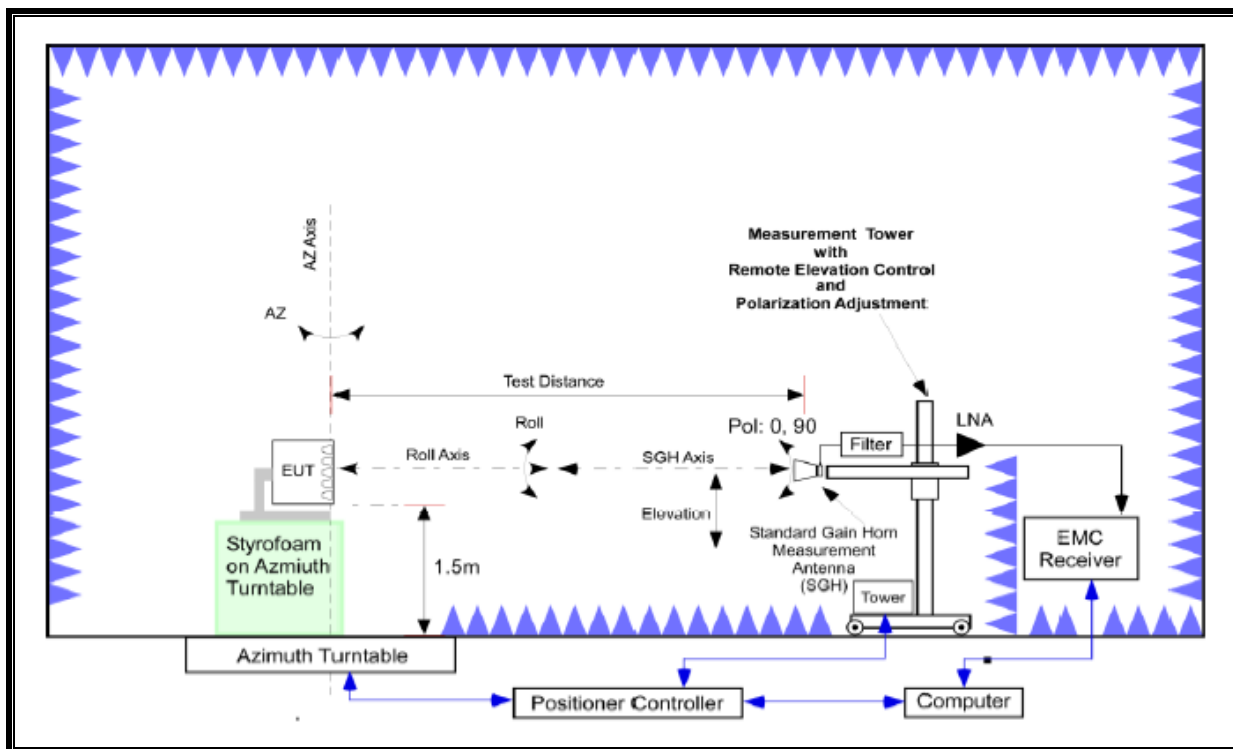 Measurement Tower
with
Remote Elevation Control
and
Polarization Adjustment
AZ Axis
AZ
Test Distance
Roll
Pol: 0, 90
LNA
Filter
EUT
Roll Axis
SGH Axis
Elevation
Standard Gain Horn
Measurement
Antenna
(SGH)
EMC
Receiver
Styrofoam
on Azmiuth
Turntable
1.5m
Tower
Azimuth Turntable
Positioner Controller
Computer